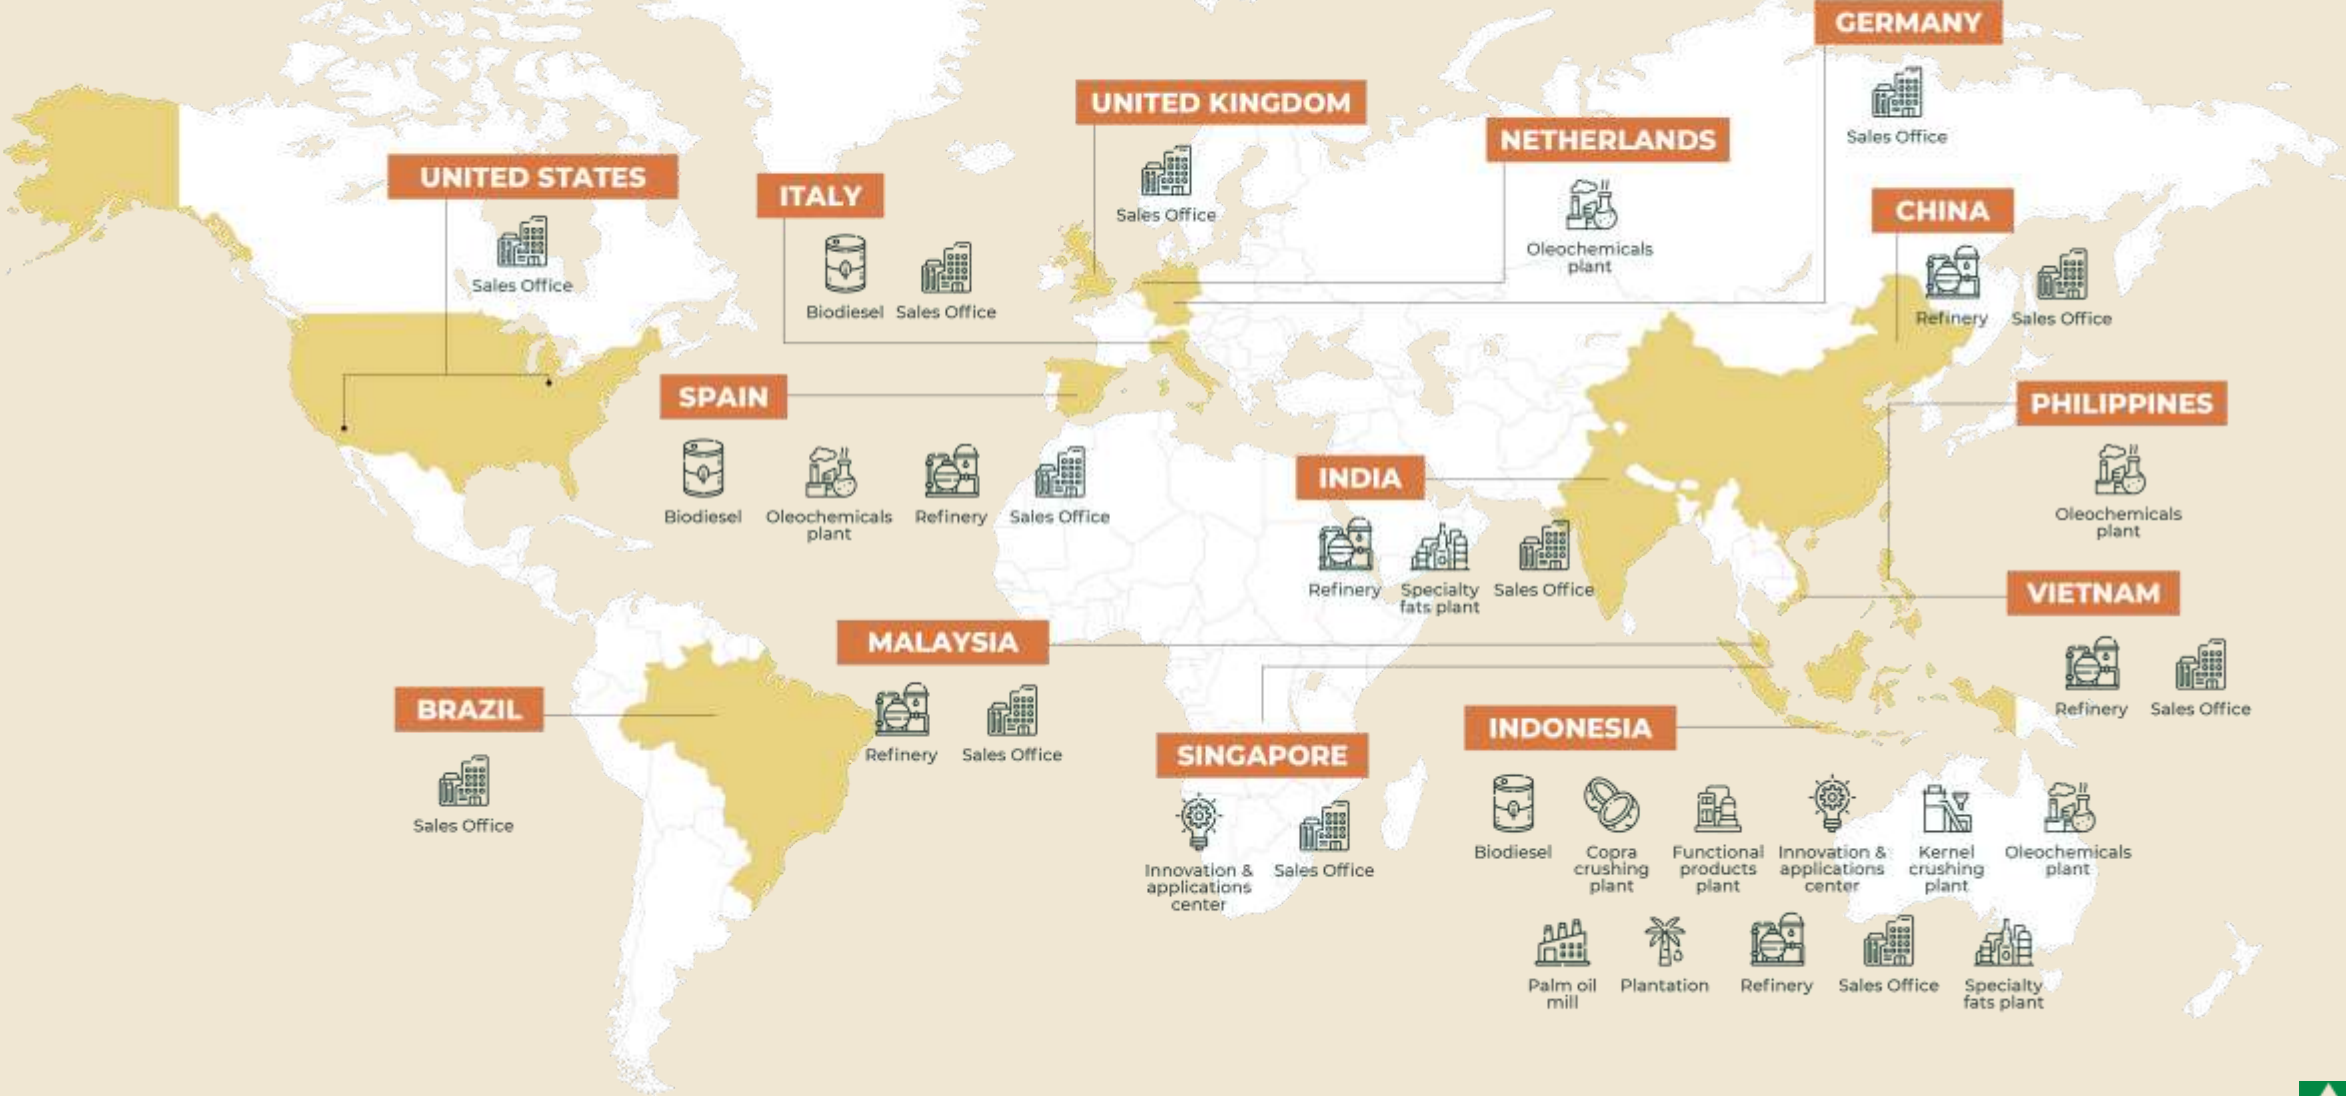 GERMANY
Sales Office
UNITED KINGDOM
Sales Office
NETHERLANDS
Oleochemicals
plant
UNITED STATES
Sales Office
ITALY
Biodiesel
Sales Office
CHINA
Refinery
Sales Office
SPAIN
Biodiesel
Oleochemicals
plant
Refinery
Sales Office
PHILIPPINES
Oleochemicals
plant
INDIA
Refinery
Specialty
fats plant
Sales Office
VIETNAM
Refinery
Sales Office
MALAYSIA
Refinery
Sales Office
BRAZIL
Sales Office
SINGAPORE
Innovation &
applications
center
Sales Office
INDONESIA
Biodiesel
Copra
crushing
plant
Functional
products
plant
Innovation &
applications
center
Kernel
crushing
plant
Oleochemicals
plant
Palm oil
mill
Plantation
Refinery
Sales Office
Specialty
fats plant